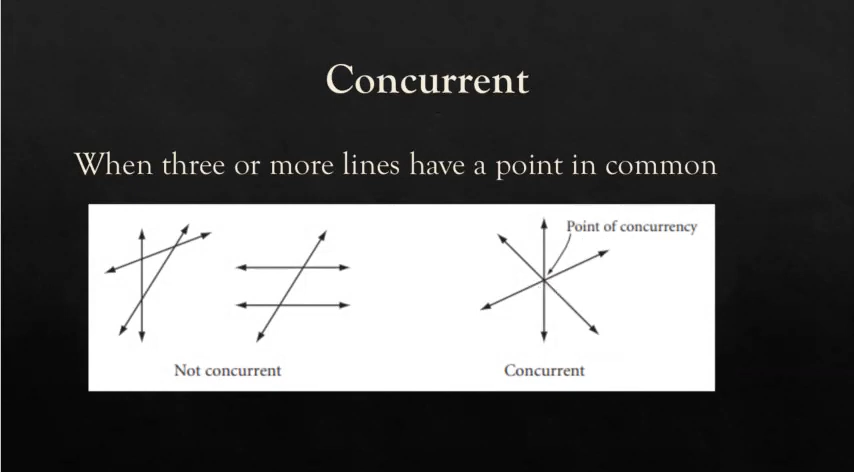 Concurrent
When three or more lines have a point in common
Point of concurrency
Not concurrent
Concurrent